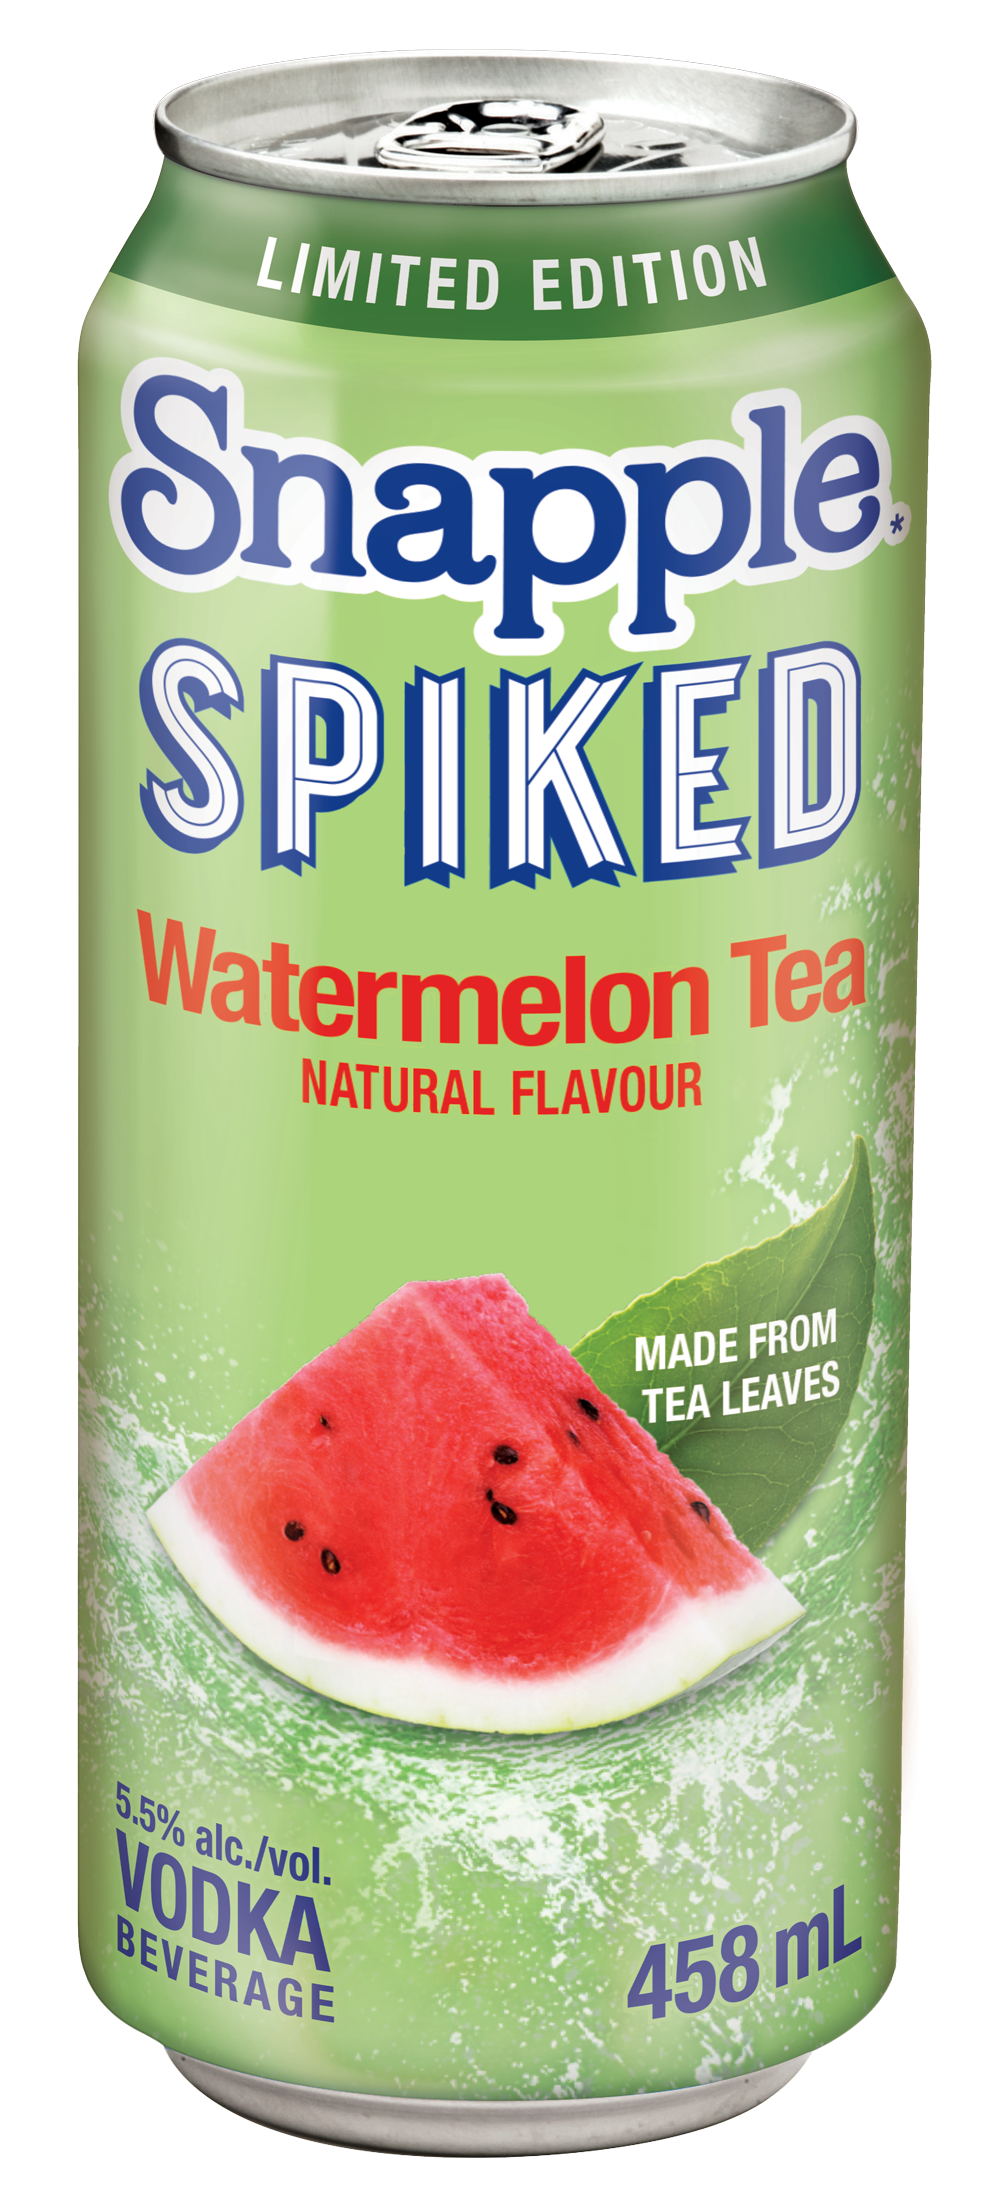 LIMITED EDITION
Snapple.*
SPIKED
Watermelon Tea
NATURAL FLAVOUR
MADE FROM
TEA LEAVES
5.5% alc./vol.
VODKA
BEVERAGE
458 mL